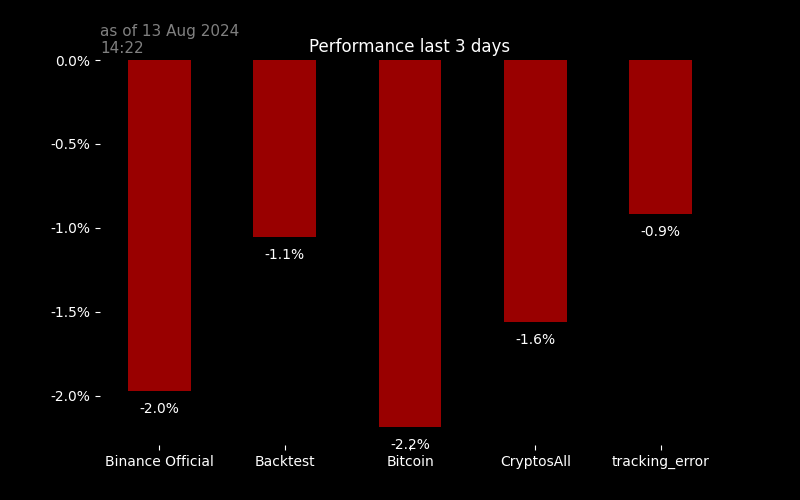 as of 13 Aug 2024
14:22
Performance last 3 days
0.0%
-0.5%
-1.0%
-1.5%
-2.0%
-2.0%
-1.1%
-2.2%
-1.6%
-0.9%
Binance Official
Backtest
Bitcoin
CryptosAll
tracking_error